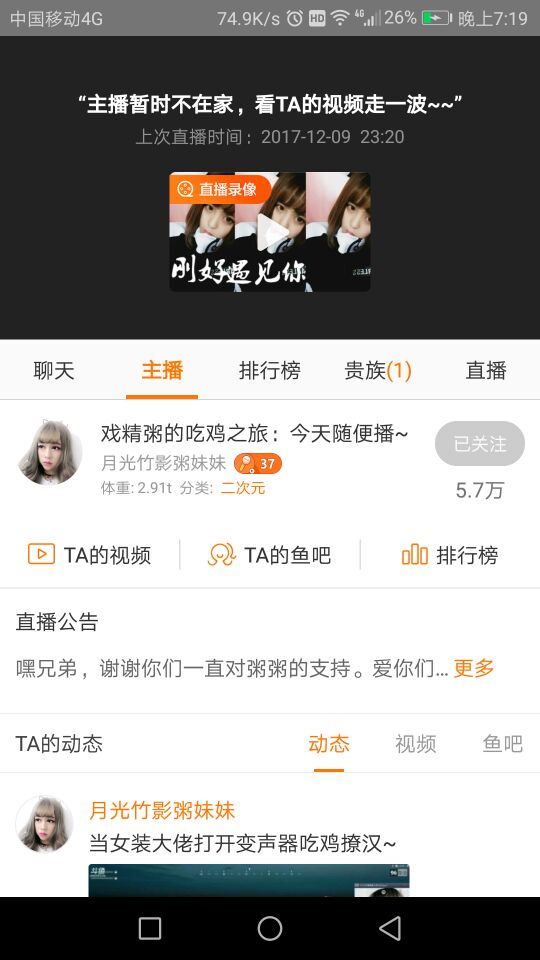 中国移动4G 74.9K/s HD 4G 26% 晚上7:19
“主播暂时不在家，看TA的视频走一波~~”
上次直播时间：2017-12-09 23:20
直播录像
刚好遇见你
聊天 主播 排行榜 贵族(1) 直播
戏精粥的吃鸡之旅：今天随便播~
已关注
月光竹影粥妹妹 37
体重: 2.91t 分类: 二次元
5.7万
TA的视频 TA的鱼吧 排行榜
直播公告
嘿兄弟，谢谢你们一直对粥粥的支持。爱你们... 更多
TA的动态 动态 视频 鱼吧
月光竹影粥妹妹
当女装大佬打开变声器吃鸡撩汉~
斗鱼